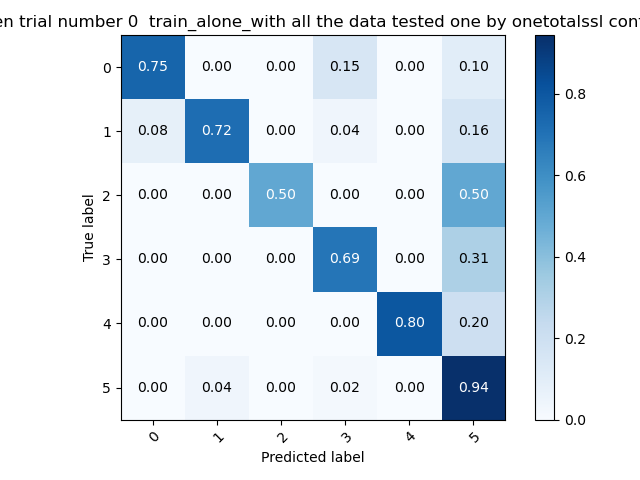 en trial number 0 train_alone_with all the data tested one by onetotalssl con
0.75 0.00 0.00 0.15 0.00 0.10
0.08 0.72 0.00 0.04 0.00 0.16
0.00 0.00 0.50 0.00 0.00 0.50
0.00 0.00 0.00 0.69 0.00 0.31
0.00 0.00 0.00 0.00 0.80 0.20
0.00 0.04 0.00 0.02 0.00 0.94
True label
0
1
2
3
4
5
0 1 2 3 4 5
Predicted label
0.8
0.6
0.4
0.2
0.0